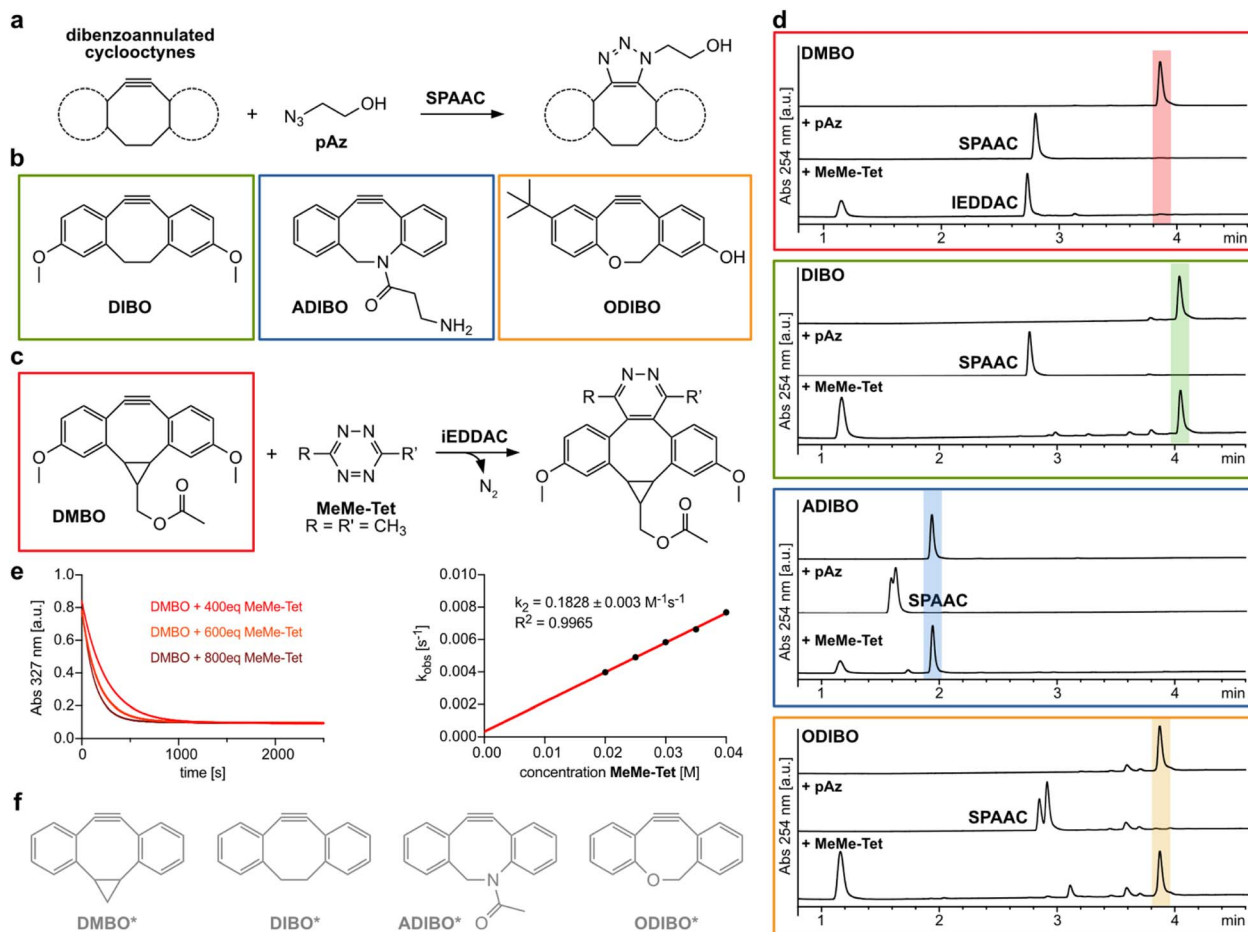 a
dibenzoannulated
cyclooctynes
+
N3
OH
pAz
SPAAC
N
N
N
OH
b
O
O
DIBO
N
O
NH2
ADIBO
O
OH
ODIBO
c
O
O
O
O
DMBO
+
N
N
N
N
R
R'
MeMe-Tet
R = R' = CH3
iEDDAC
N2
N
N
R
R'
O
O
O
O
d
DMBO
+ pAz
SPAAC
+ MeMe-Tet
IEDDAC
Abs 254 nm [a.u.]
1 2 3 4 min
DIBO
+ pAz
SPAAC
+ MeMe-Tet
Abs 254 nm [a.u.]
1 2 3 4 min
ADIBO
+ pAz
SPAAC
+ MeMe-Tet
Abs 254 nm [a.u.]
1 2 3 4 min
ODIBO
+ pAz
SPAAC
+ MeMe-Tet
Abs 254 nm [a.u.]
1 2 3 4 min
e
Abs 327 nm [a.u.]
1.0
0.8
0.6
0.4
0.2
0.0
DMBO + 400eq MeMe-Tet
DMBO + 600eq MeMe-Tet
DMBO + 800eq MeMe-Tet
0 1000 2000
time [s]
kobs [s-1]
0.010
0.008
0.006
0.004
0.002
0.000
k2 = 0.1828 ± 0.003 M-1s-1
R2 = 0.9965
0.00 0.01 0.02 0.03 0.04
concentration MeMe-Tet [M]
f
DMBO*
DIBO*
N
O
ADIBO*
O
ODIBO*